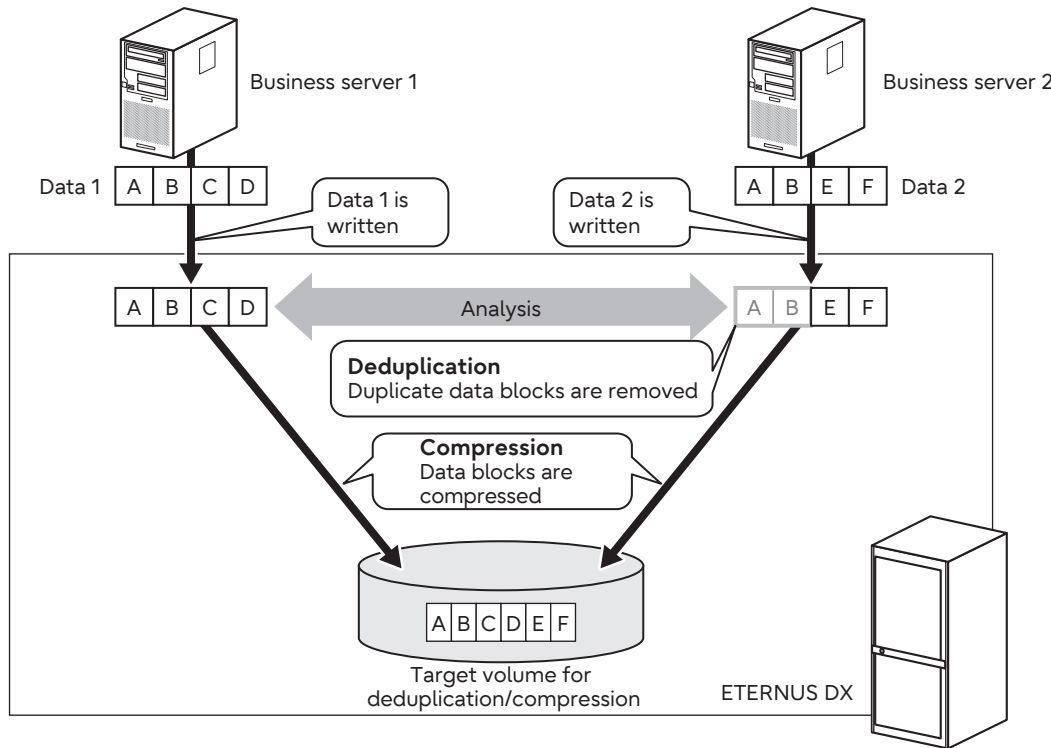 Business server 1
Business server 2
Data 1 A B C D
A B E F Data 2
Data 1 is
written
Data 2 is
written
A B C D
Analysis
A B E F
Deduplication
Duplicate data blocks are removed
Compression
Data blocks are
compressed
A B C D E F
Target volume for
deduplication/compression
ETERNUS DX